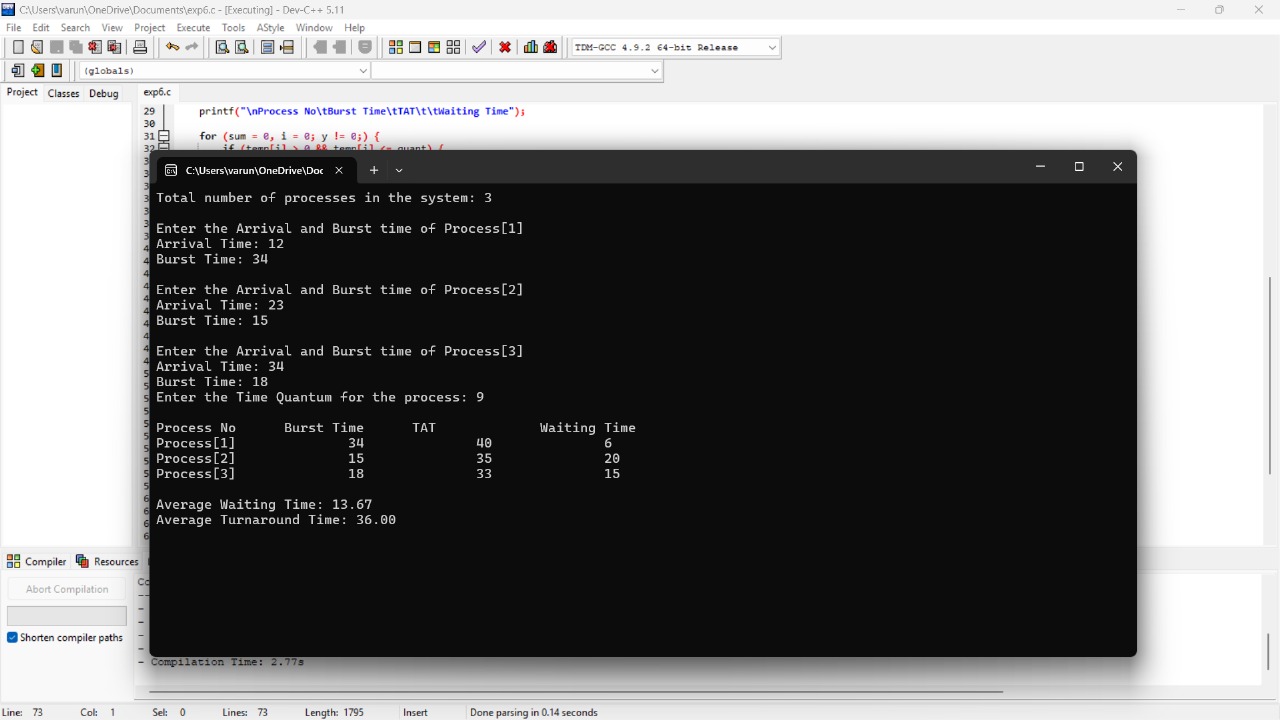 C:\Users\varun\OneDrive\Documents\exp6.c - [Executing] - Dev-C++ 5.11
File Edit Search View Project Execute Tools AStyle Window Help
TDM-GCC 4.9.2 64-bit Release
(globals)
Project Classes Debug exp6.c
29 printf("\nProcess No\tBurst Time\tTAT\t\tWaiting Time");
30
31 for (sum = 0, i = 0; y != 0;) {
32 if (temp[i] > 0 && temp[i] <= quant) {
C:\Users\varun\OneDrive\Doc
Total number of processes in the system: 3
Enter the Arrival and Burst time of Process[1]
Arrival Time: 12
Burst Time: 34
Enter the Arrival and Burst time of Process[2]
Arrival Time: 23
Burst Time: 15
Enter the Arrival and Burst time of Process[3]
Arrival Time: 34
Burst Time: 18
Enter the Time Quantum for the process: 9
Process No Burst Time TAT Waiting Time
Process[1] 34 40 6
Process[2] 15 35 20
Process[3] 18 33 15
Average Waiting Time: 13.67
Average Turnaround Time: 36.00
Compiler Resources
Abort Compilation
Shorten compiler paths
- Compilation Time: 2.77s
Line: 73 Col: 1 Sel: 0 Lines: 73 Length: 1795 Insert Done parsing in 0.14 seconds